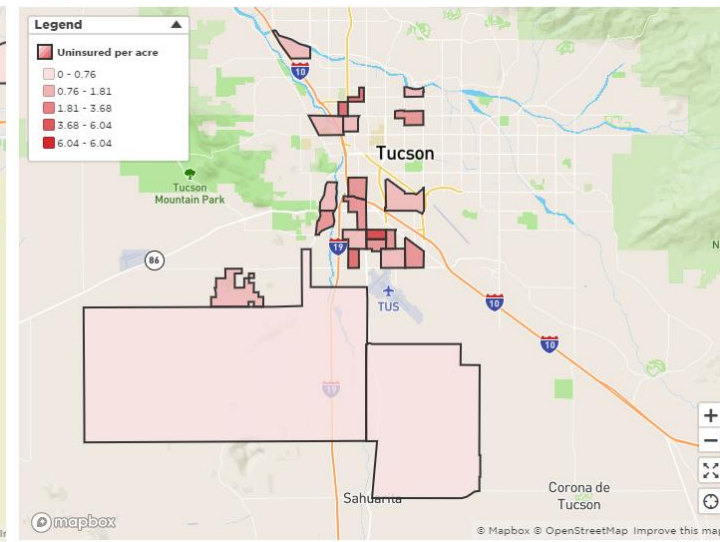 Legend
Uninsured per acre
0 - 0.76
0.76 - 1.81
1.81 - 3.68
3.68 - 6.04
6.04 - 6.04
10
Tucson
Tucson
Mountain Park
86
19
TUS
10
10
19
Sahuarita
Corona de
Tucson
mapbox
© Mapbox © OpenStreetMap Improve this map